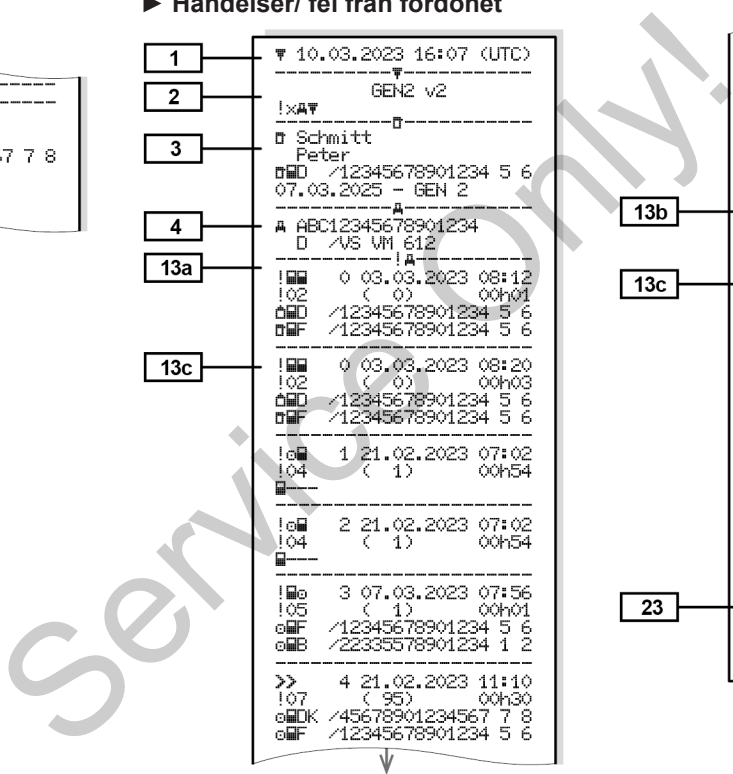 ► Händelser/ fel från fordonet
7 7 8
1
2
3
4
13a
13c
▼ 10.03.2023 16:07 (UTC)
GEN2 v2
!x
Schmitt
Peter
D /12345678901234 5 6
07.03.2025 - GEN 2
ABC12345678901234
D /VS VM 612
!
! 0 03.03.2023 08:12
!02 ( 0) 00h01
D /12345678901234 5 6
F /12345678901234 5 6
! 0 03.03.2023 08:20
!02 ( 0) 00h03
D /12345678901234 5 6
F /12345678901234 5 6
! 1 21.02.2023 07:02
!04 ( 1) 00h54
---
! 2 21.02.2023 07:02
!04 ( 1) 00h54
---
! 3 07.03.2023 07:56
!05 ( 1) 00h01
F /12345678901234 5 6
B /22335578901234 1 2
>> 4 21.02.2023 11:10
!07 ( 95) 00h30
DK /45678901234567 7 8
F /12345678901234 5 6
13b
13c
23
Service Only!